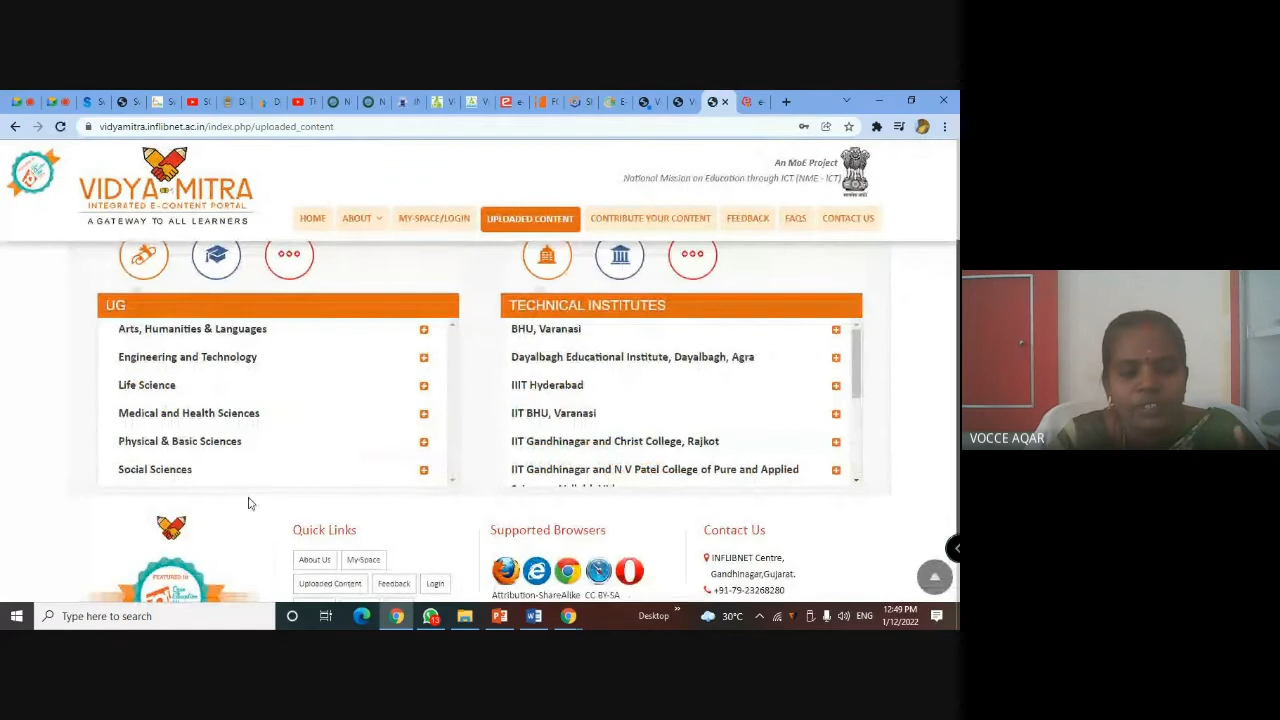 vidyamitra.inflibnet.ac.in/index.php/uploaded_content
VIDYA-MITRA
INTEGRATED E-CONTENT PORTAL
A GATEWAY TO ALL LEARNERS
An MoE Project
National Mission on Education through ICT (NME - ICT)
HOME
ABOUT
MY-SPACE/LOGIN
UPLOADED CONTENT
CONTRIBUTE YOUR CONTENT
FEEDBACK
FAQS
CONTACT US
UG
Arts, Humanities & Languages
Engineering and Technology
Life Science
Medical and Health Sciences
Physical & Basic Sciences
Social Sciences
TECHNICAL INSTITUTES
BHU, Varanasi
Dayalbagh Educational Institute, Dayalbagh, Agra
IIIT Hyderabad
IIT BHU, Varanasi
IIT Gandhinagar and Christ College, Rajkot
IIT Gandhinagar and N V Patel College of Pure and Applied
VOCCE AQAR
FEATURED IN
Quick Links
About Us
My-Space
Uploaded Content
Feedback
Login
Supported Browsers
Attribution-ShareAlike CC BY-SA
Contact Us
INFLIBNET Centre,
Gandhinagar,Gujarat.
+91-79-23268280
Type here to search
13
Desktop
30°C
ENG
12:49 PM
1/12/2022